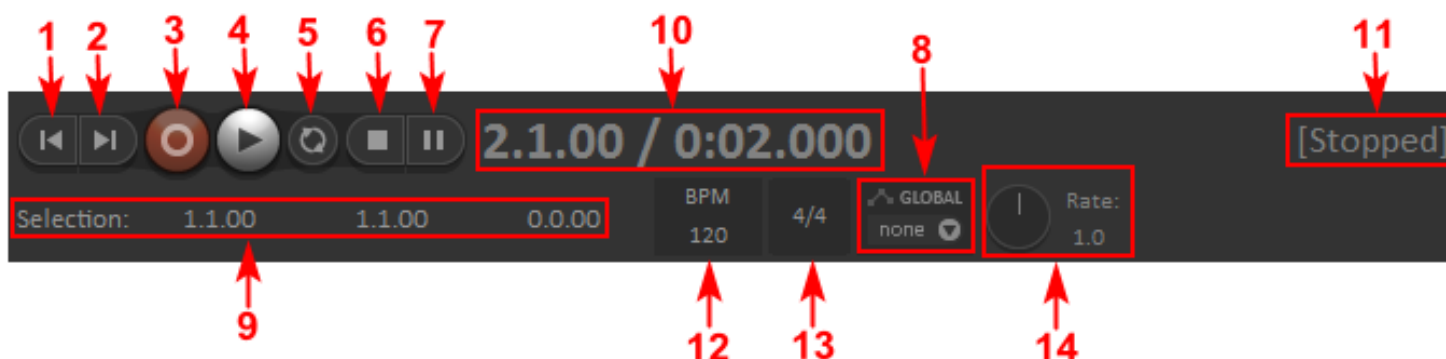 1 2 3 4 5 6 7 10 8 11
2.1.00 / 0:02.000
[Stopped]
BPM
120
4/4
GLOBAL
none
Rate:
1.0
Selection: 1.1.00 1.1.00 0.0.00
9 12 13 14